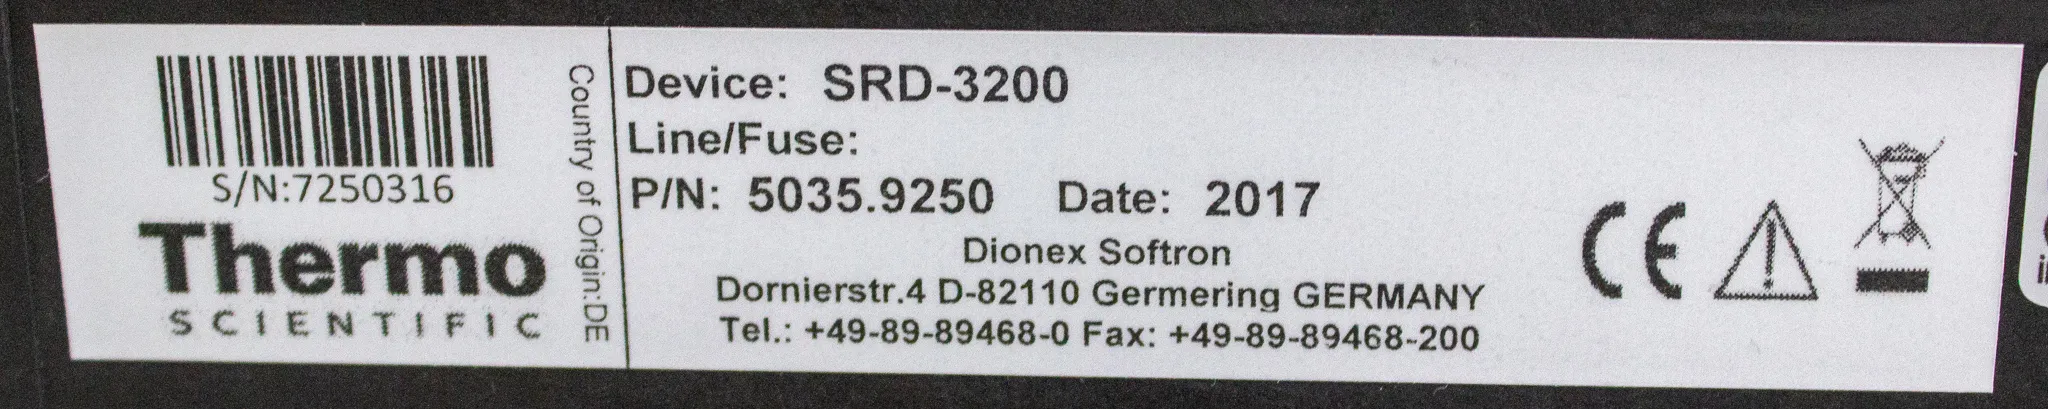 S/N:7250316
Thermo
SCIENTIFIC
Country of Origin:DE
Device: SRD-3200
Line/Fuse:
P/N: 5035.9250 Date: 2017
Dionex Softron
Dornierstr.4 D-82110 Germering GERMANY
Tel.: +49-89-89468-0 Fax: +49-89-89468-200
CE